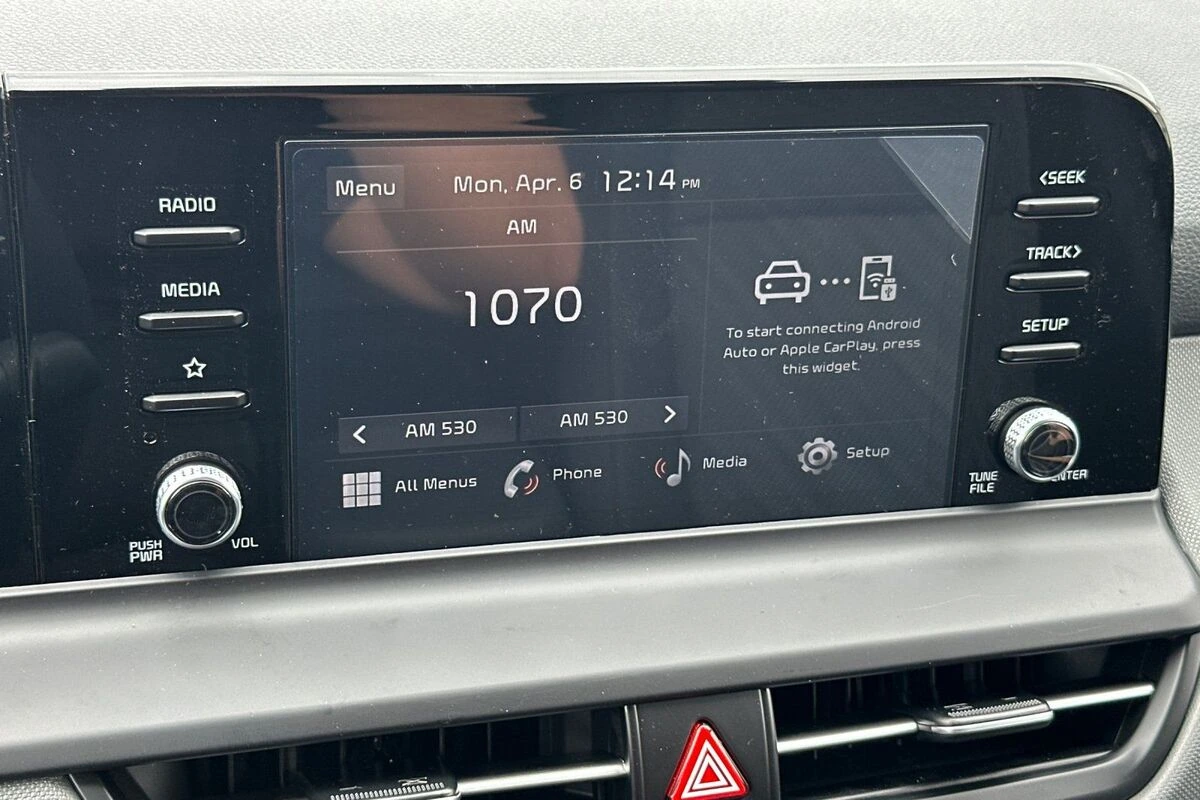 RADIO
MEDIA
PUSH
PWR
VOL
Menu
Mon, Apr. 6 12:14 PM
AM
1070
AM 530
AM 530
To start connecting Android
Auto or Apple CarPlay, press
this widget.
All Menus
Phone
Media
Setup
<SEEK
TRACK>
SETUP
TUNE
FILE
ENTER